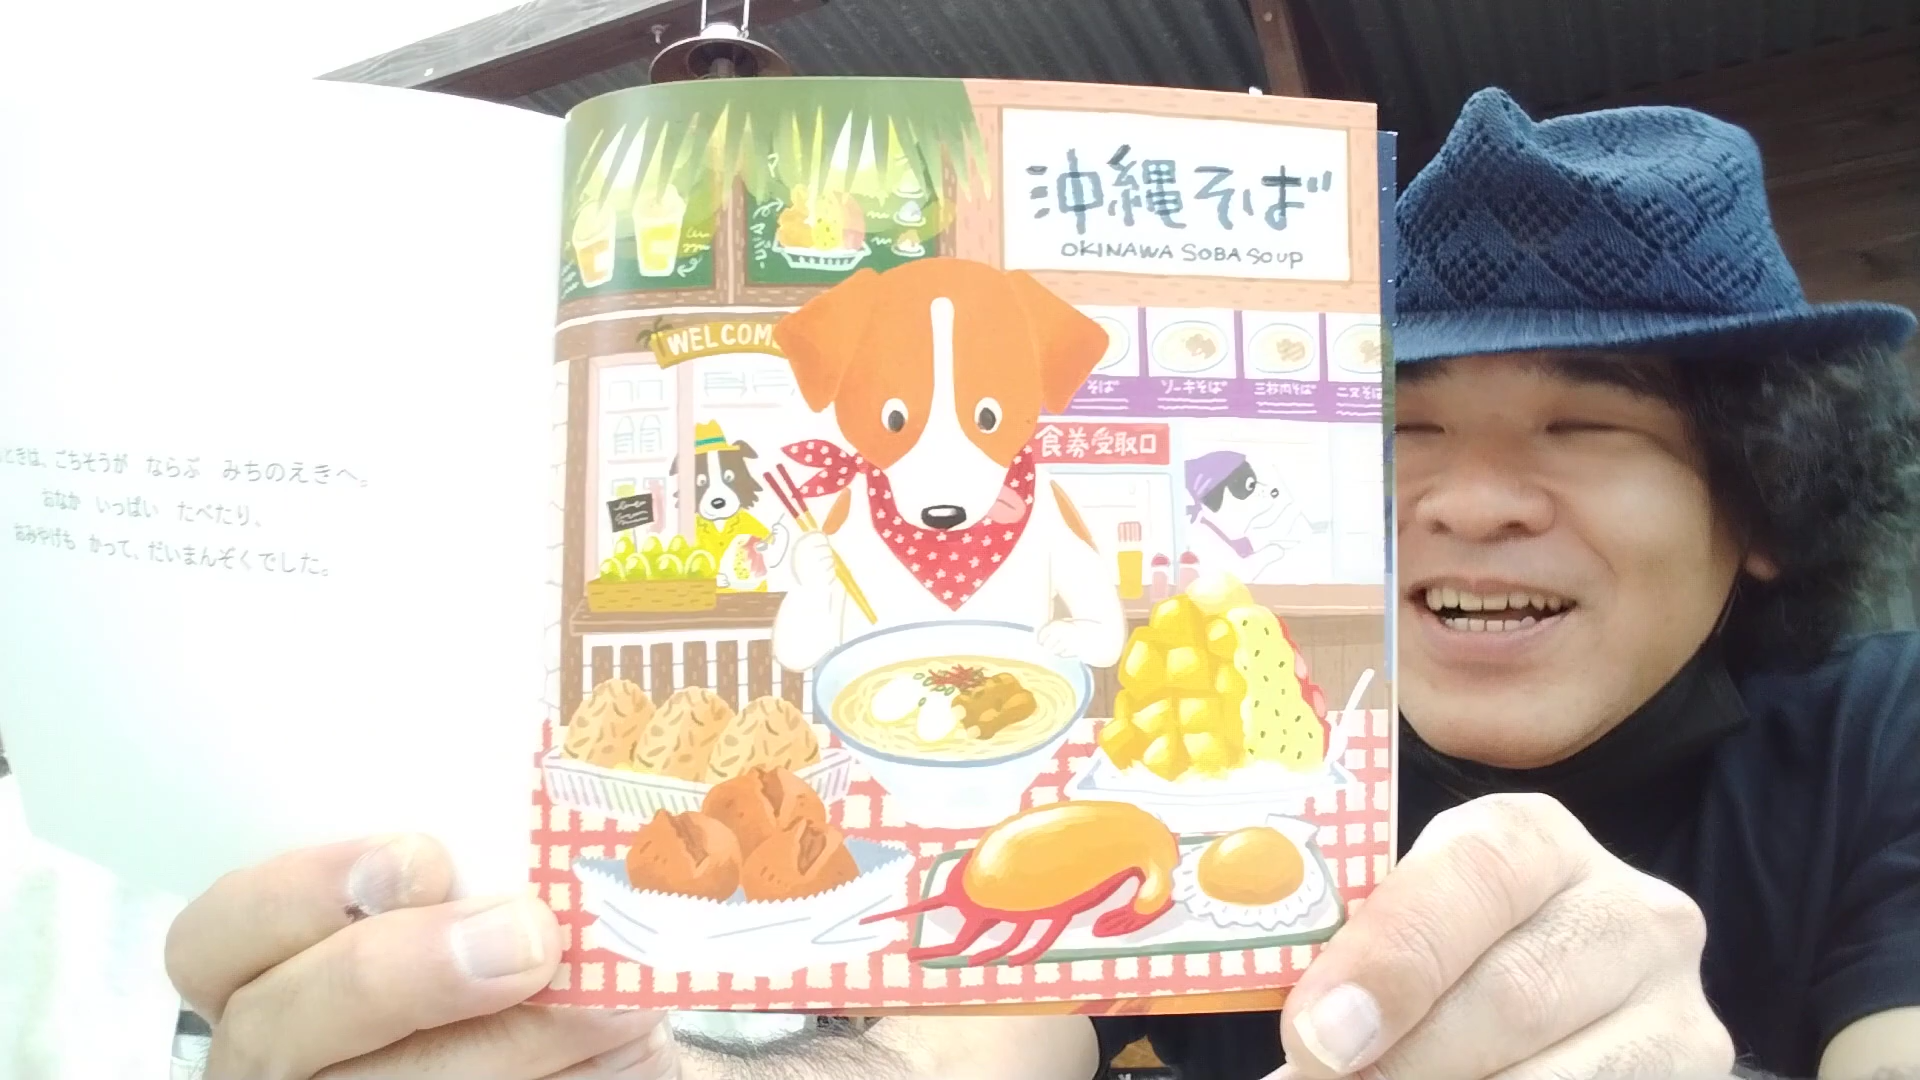 ときは、ごちそうが ならぶ みちのえきへ。
おなか いっぱい たべたり、
おみやげも かって、だいまんぞくでした。
沖縄そば
OKINAWA SOBA SOUP
WELCOM
そば
ソーキそば
三枚肉そば
食券受取口